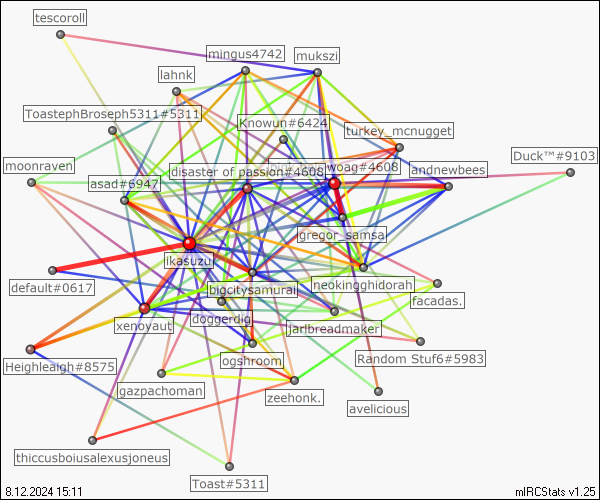 tescoroll
mingus4742
mukszi
lahnk
ToastephBroseph5311#5311
Knowun#6424
turkey_mcnugget
Duck™#9103
moonraven
disaster of passion#4608
woag#4608
andnewbees
asad#6947
gregor_samsa
ikasuzu
default#0617
bigcitysamurai
neokingghidorah
facadas.
xenoyaut
doggerdig
jarlbreadmaker
ogshroom
Random Stuf6#5983
Heighleaigh#8575
gazpachoman
zeehonk.
avelicious
thiccusboiusalexusjoneus
Toast#5311
8.12.2024 15:11
mIRCStats v1.25